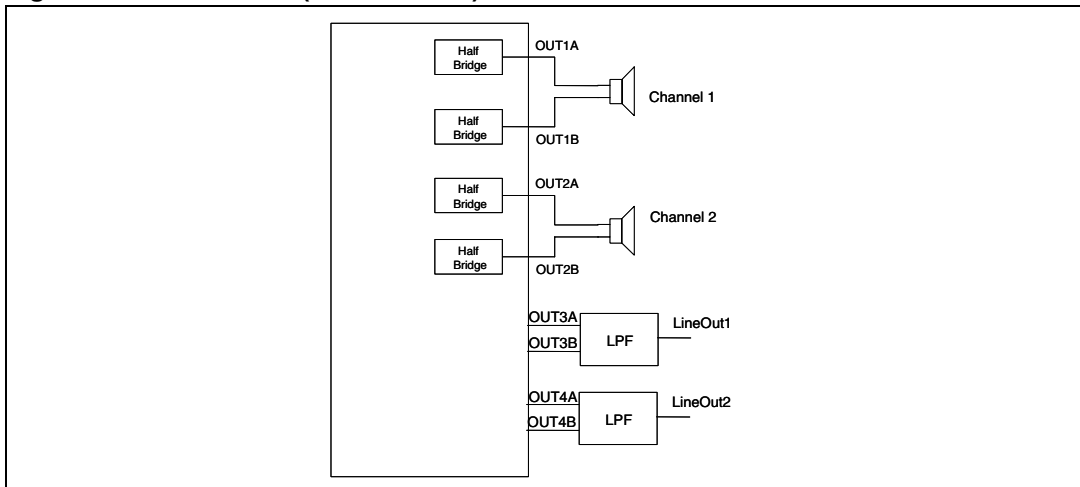 Half
Bridge
OUT1A
Channel 1
Half
Bridge
OUT1B
Half
Bridge
OUT2A
Channel 2
Half
Bridge
OUT2B
OUT3A
OUT3B
LPF
LineOut1
OUT4A
OUT4B
LPF
LineOut2